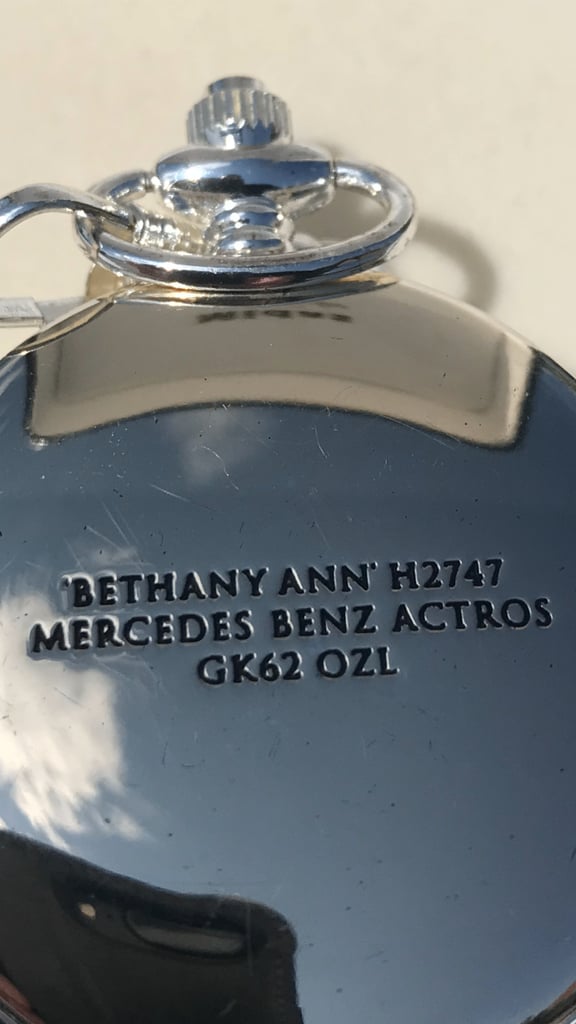 'BETHANY ANN' H2747
MERCEDES BENZ ACTROS
GK62 OZL